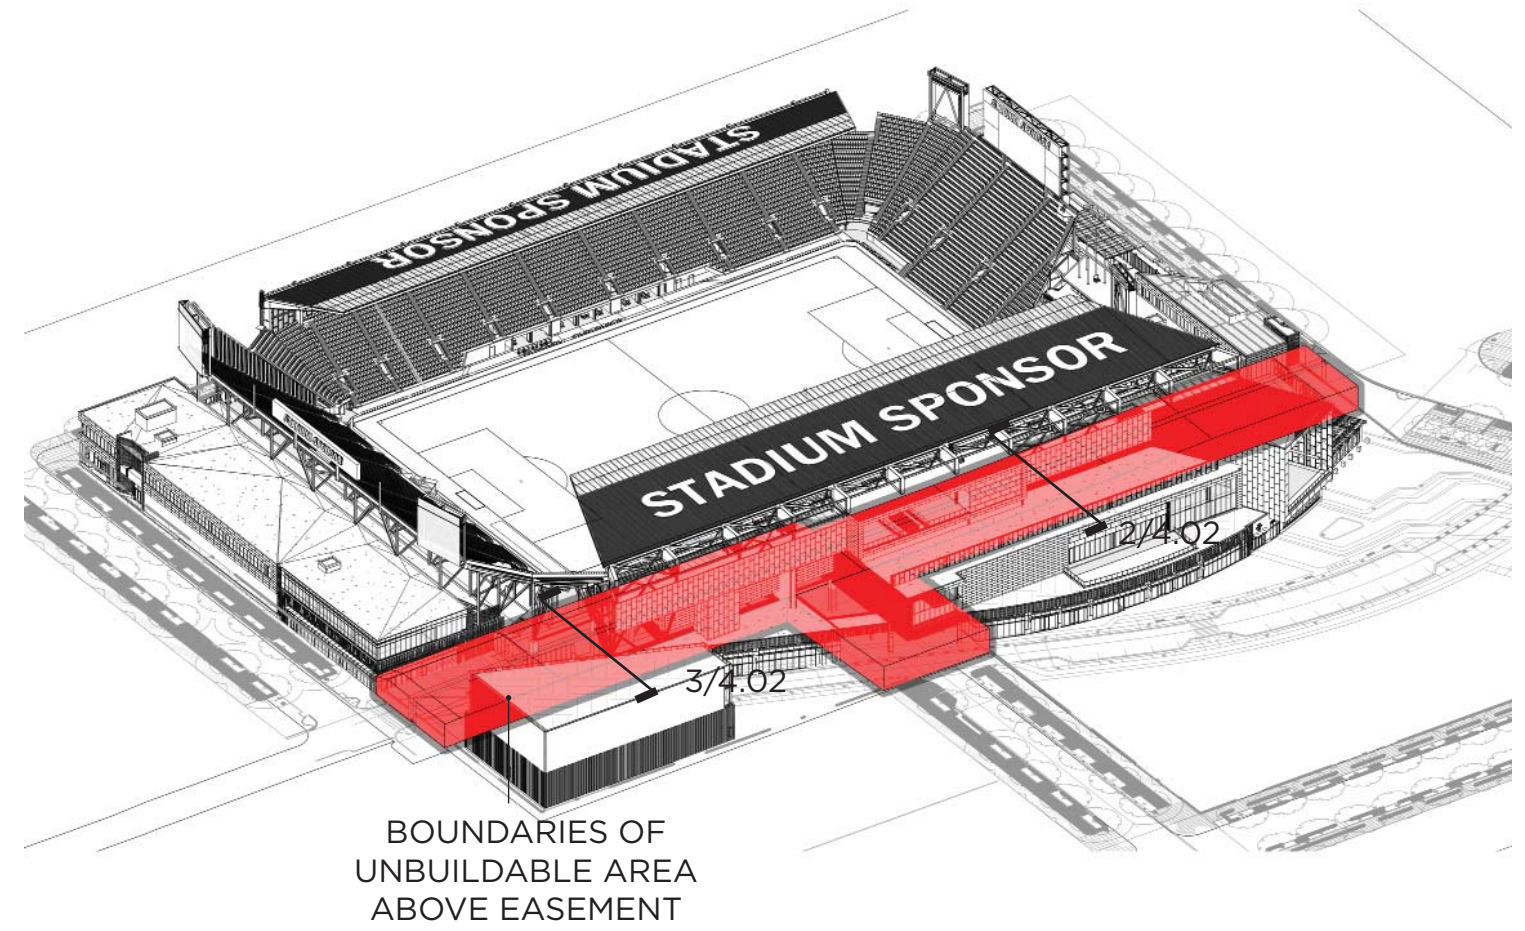 STADIUM SPONSOR
STADIUM SPONSOR
2/4.02
3/4.02
BOUNDARIES OF
UNBUILDABLE AREA
ABOVE EASEMENT